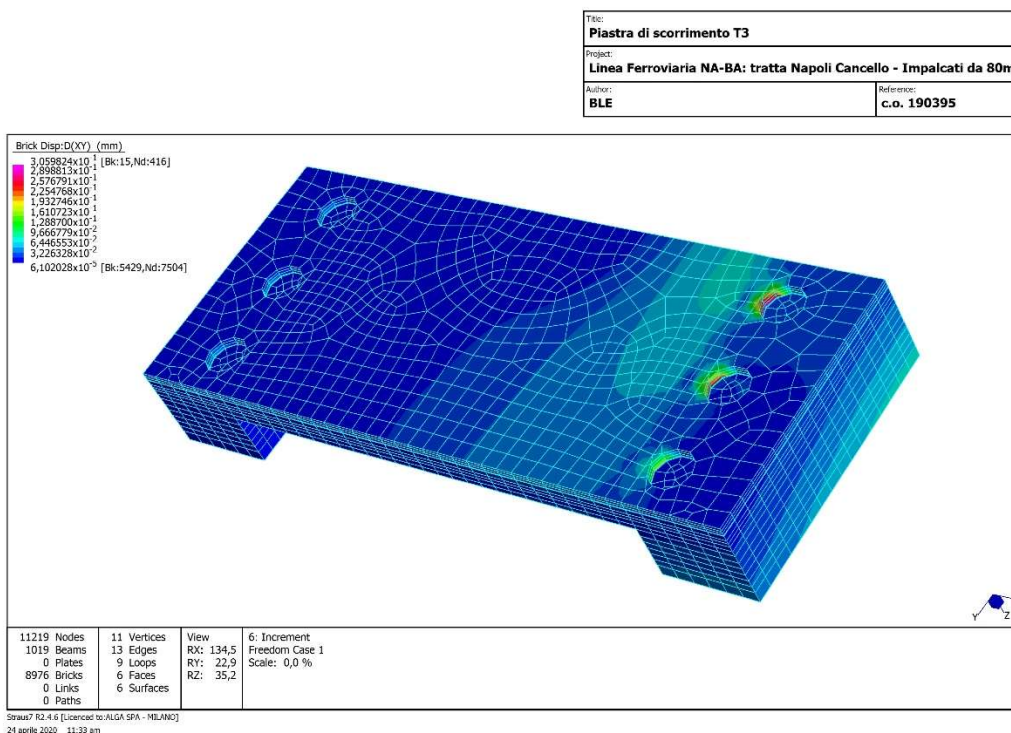 Title:
Piastra di scorrimento T3
Project:
Linea Ferroviaria NA-BA: tratta Napoli Cancello - Impalcati da 80m
Author:
BLE
Reference:
c.o. 190395
Brick Disp:D(XY) (mm)
3,059824x10⁻¹ [Bk:15,Nd:416]
2,898813x10⁻¹
2,576791x10⁻¹
2,254768x10⁻¹
1,932746x10⁻¹
1,610723x10⁻¹
1,288700x10⁻¹
9,666779x10⁻²
6,446553x10⁻²
3,226328x10⁻²
6,102028x10⁻⁵ [Bk:5429,Nd:7504]
Y
Z
11219 Nodes
1019 Beams
0 Plates
8976 Bricks
0 Links
0 Paths
11 Vertices
13 Edges
9 Loops
6 Faces
6 Surfaces
View
RX: 134,5
RY: 22,9
RZ: 35,2
6: Increment
Freedom Case 1
Scale: 0,0 %
Straus7 R2.4.6 [Licenced to:ALGA SPA - MILANO]
24 aprile 2020 11:33 am